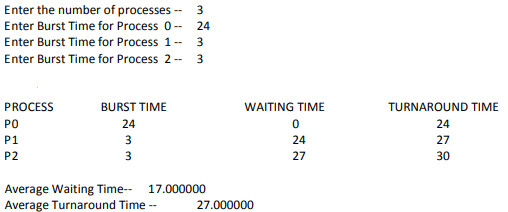 Enter the number of processes -- 3
Enter Burst Time for Process 0 -- 24
Enter Burst Time for Process 1 -- 3
Enter Burst Time for Process 2 -- 3
PROCESS BURST TIME WAITING TIME TURNAROUND TIME
P0 24 0 24
P1 3 24 27
P2 3 27 30
Average Waiting Time-- 17.000000
Average Turnaround Time -- 27.000000